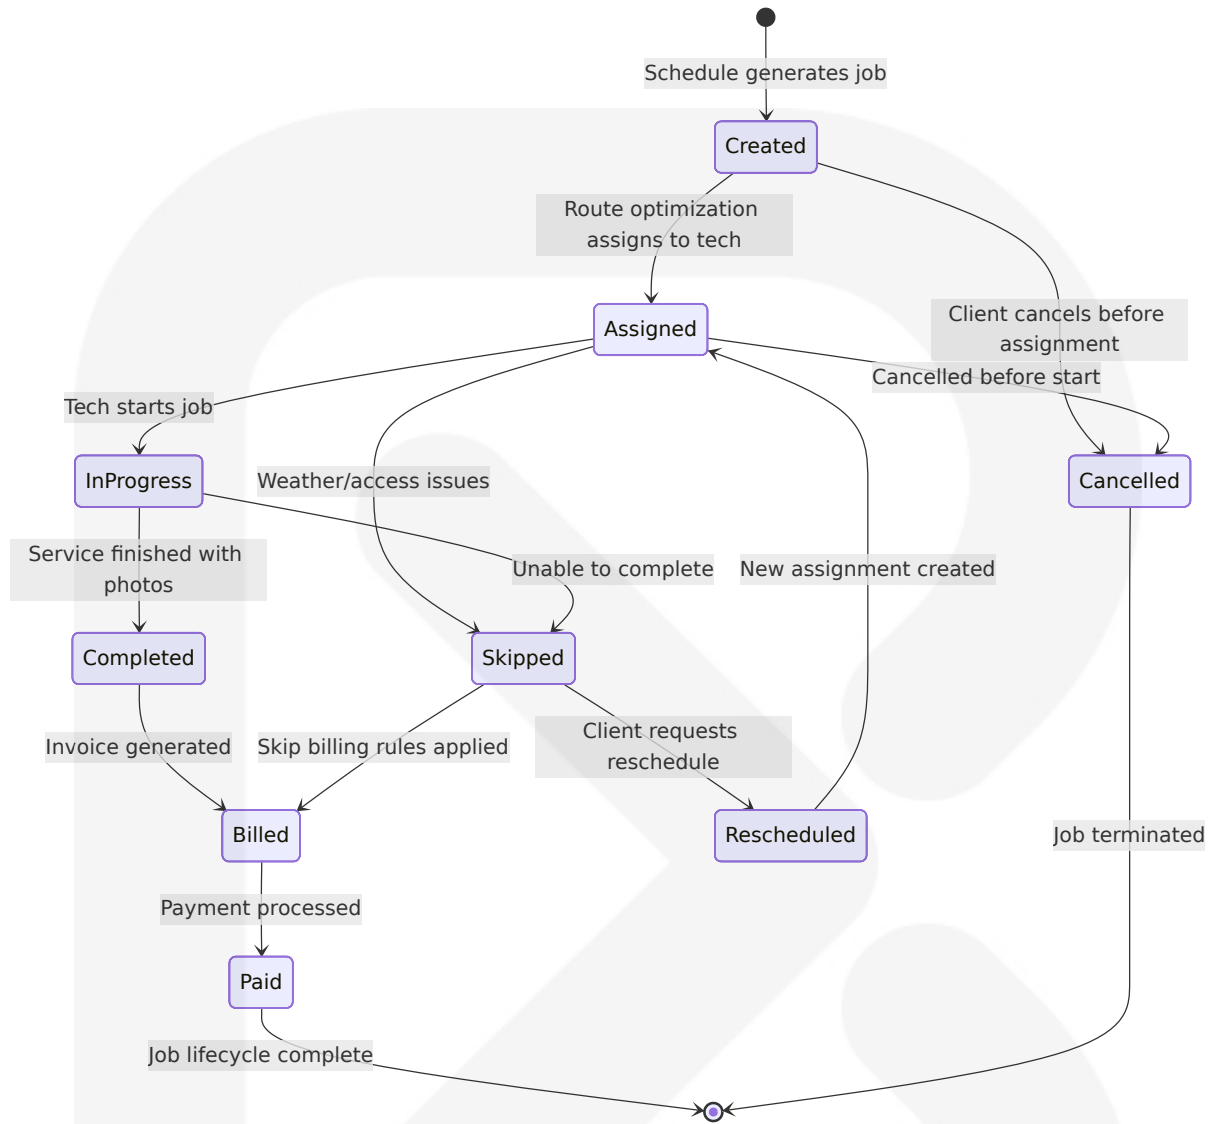 Schedule generates job
Created
Route optimization
assigns to tech
Client cancels before
assignment
Assigned
Cancelled before start
Tech starts job
InProgress
Weather/access issues
Cancelled
Service finished with
photos
Unable to complete
New assignment created
Completed
Skipped
Invoice generated
Skip billing rules applied
Client requests
reschedule
Billed
Rescheduled
Job terminated
Payment processed
Paid
Job lifecycle complete